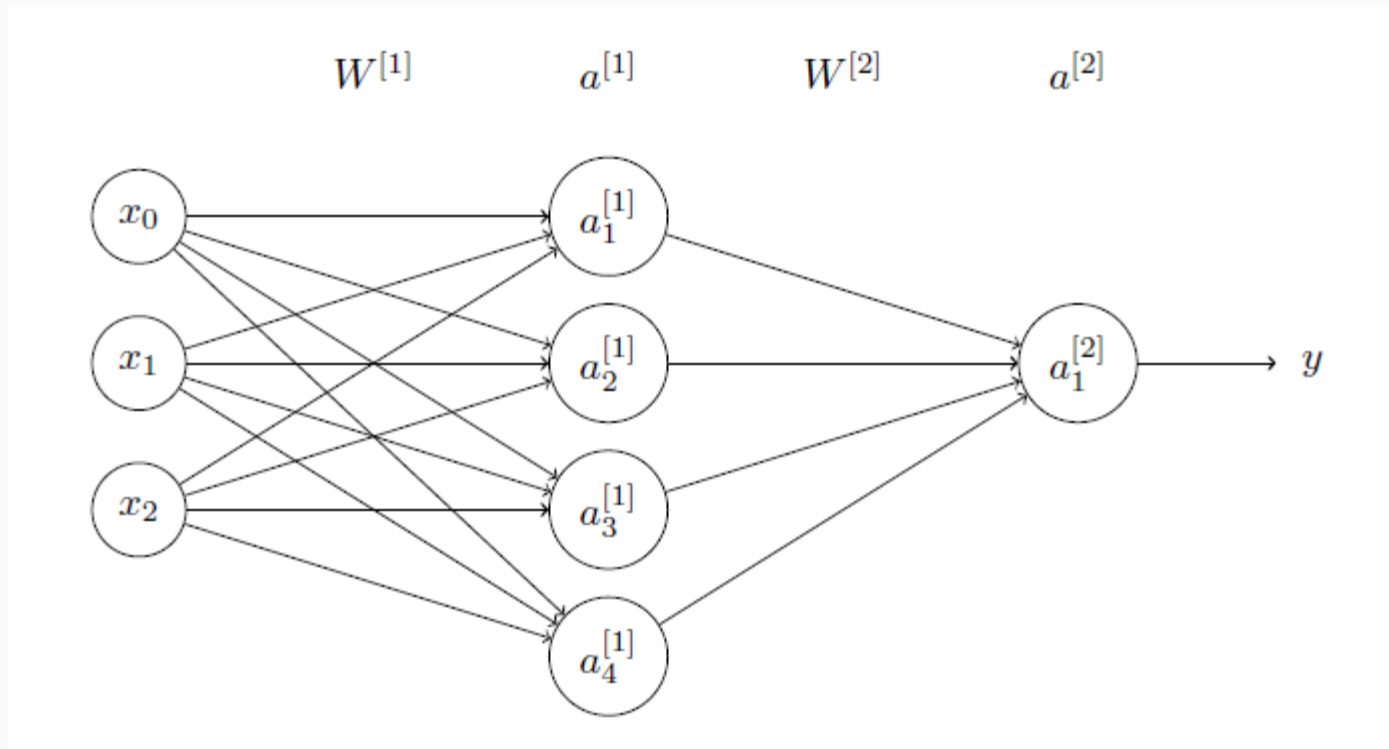 W^{[1]} a^{[1]} W^{[2]} a^{[2]}
x_0 a_1^{[1]}
x_1 a_2^{[1]} a_1^{[2]} y
x_2 a_3^{[1]}
a_4^{[1]}